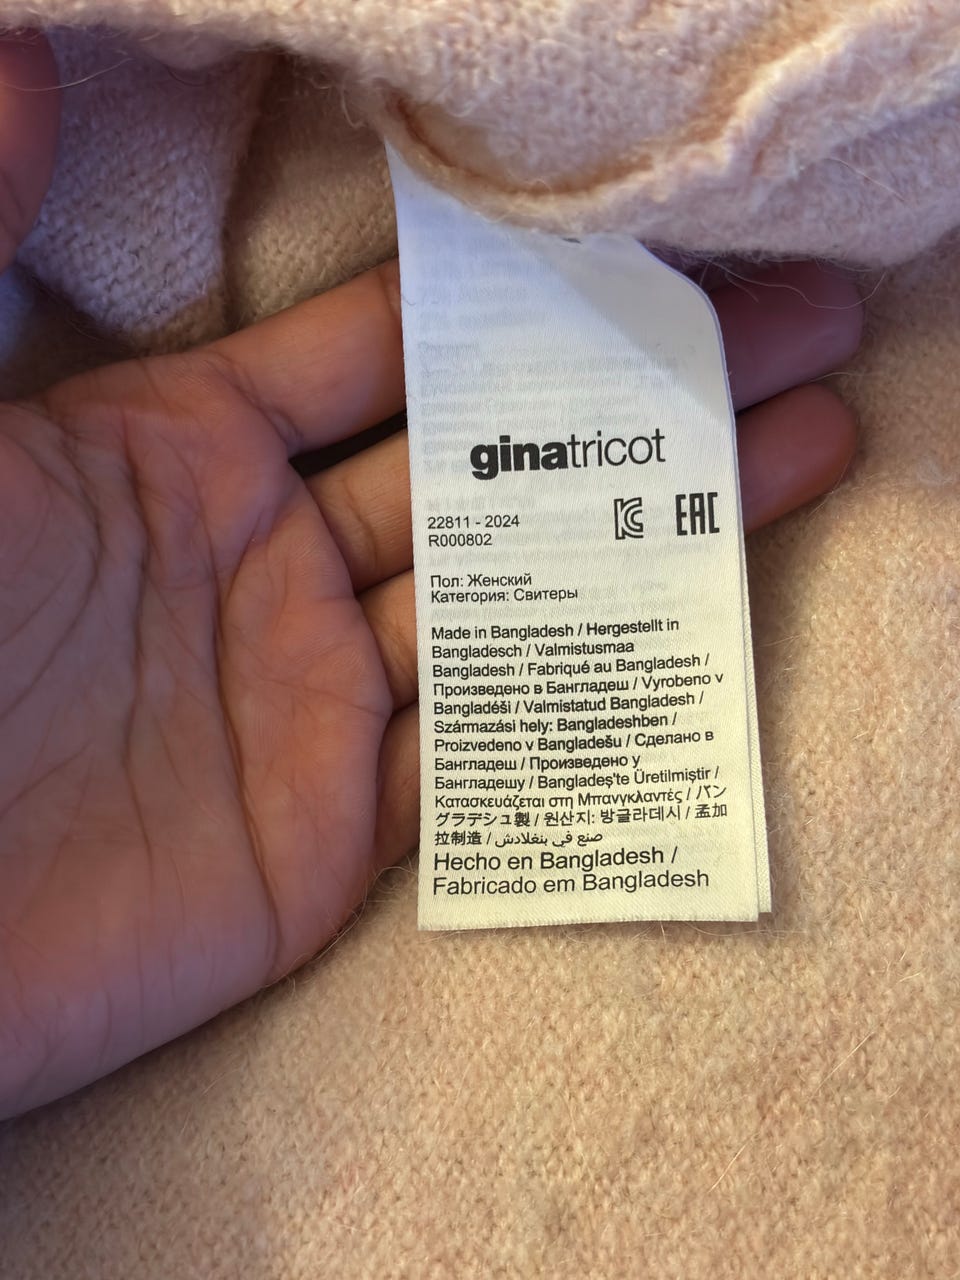 ginatricot
22811 - 2024
R000802
EAC
Пол: Женский
Категория: Свитеры
Made in Bangladesh / Hergestellt in
Bangladesch / Valmistusmaa
Bangladesh / Fabriqué au Bangladesh /
Произведено в Бангладеш / Vyrobeno v
Bangladéši / Valmistatud Bangladesh /
Származási hely: Bangladeshben /
Proizvedeno v Bangladešu / Сделано в
Бангладеш / Произведено у
Бангладешу / Bangladeş'te Üretilmiştir /
Κατασκευάζεται στη Μπανγκλαντές / バン
グラデシュ製 / 원산지: 방글라데시 / 孟加
拉制造 / صنع في بنغلادش
Hecho en Bangladesh /
Fabricado em Bangladesh